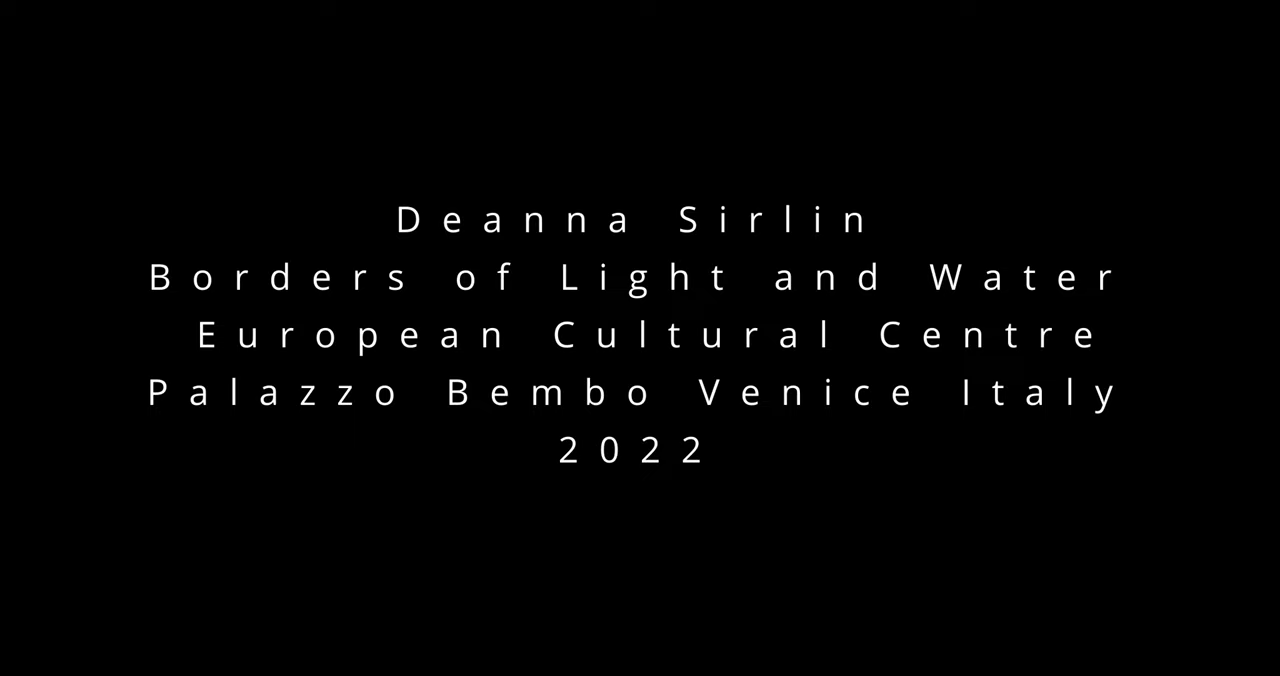 Deanna Sirlin
Borders of Light and Water
European Cultural Centre
Palazzo Bembo Venice Italy
2022